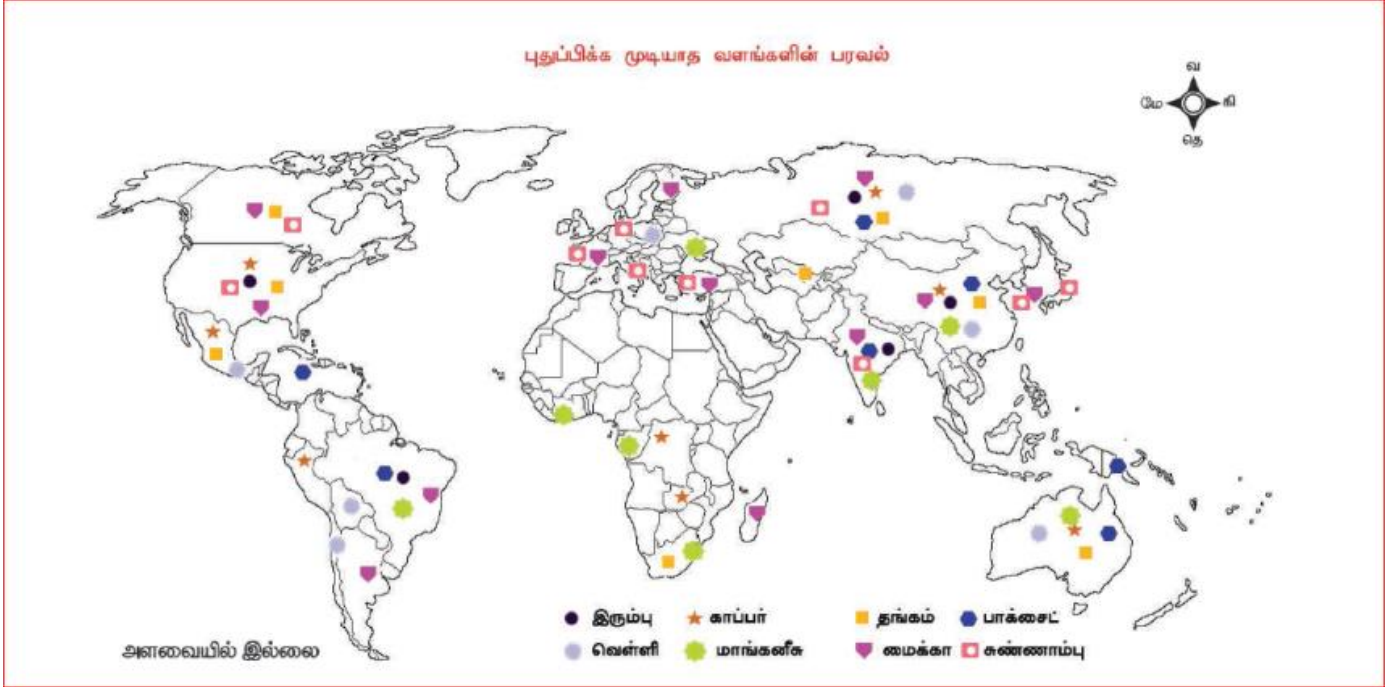 புதுப்பிக்க முடியாத வளங்களின் பரவல்
வ
மே கி
தெ
இரும்பு காப்பர் தங்கம் பாக்சைட்
அளவையில் இல்லை
வெள்ளி மாங்கனீசு மைக்கா சுண்ணாம்பு